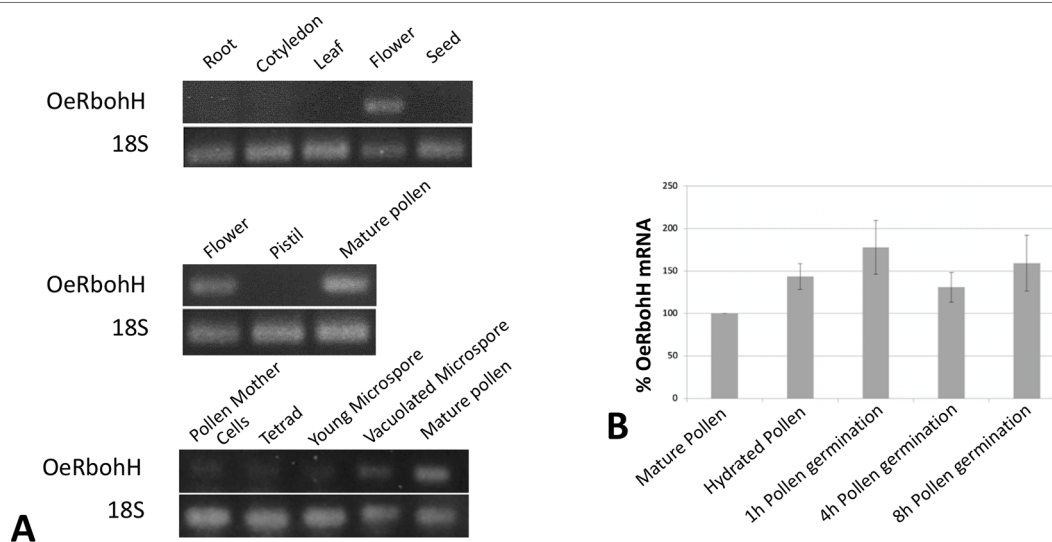 Root Cotyledon Leaf Flower Seed
OeRbohH
18S
Flower Pistil Mature pollen
OeRbohH
18S
Pollen Mother
Cells
Tetrad Young Microspore Vacuolated Microspore Mature pollen
OeRbohH
18S
A
% OeRbohH mRNA
250
200
150
100
50
0
Mature Pollen
Hydrated Pollen
1h Pollen germination
4h Pollen germination
8h Pollen germination
B